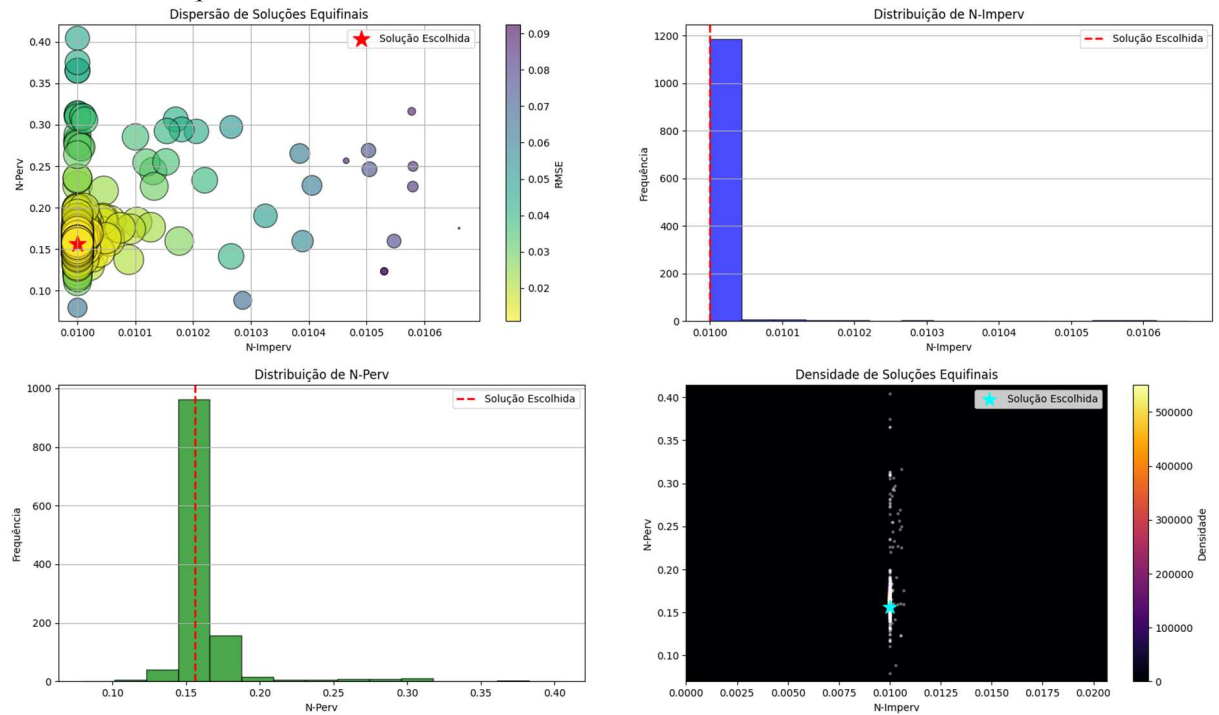 Dispersão de Soluções Equifinais
Solução Escolhida
N-Perv
0.40
0.35
0.30
0.25
0.20
0.15
0.10
0.0100 0.0101 0.0102 0.0103 0.0104 0.0105 0.0106
N-Imperv
0.09
0.08
0.07
0.06
0.05
0.04
0.03
0.02
RMSE
Distribuição de N-Imperv
Solução Escolhida
Frequência
1200
1000
800
600
400
200
0
0.0100 0.0101 0.0102 0.0103 0.0104 0.0105 0.0106
N-Imperv
Distribuição de N-Perv
Solução Escolhida
Frequência
1000
800
600
400
200
0
0.10 0.15 0.20 0.25 0.30 0.35 0.40
N-Perv
Densidade de Soluções Equifinais
Solução Escolhida
N-Perv
0.40
0.35
0.30
0.25
0.20
0.15
0.10
0.0000 0.0025 0.0050 0.0075 0.0100 0.0125 0.0150 0.0175 0.0200
N-Imperv
500000
400000
300000
200000
100000
0
Densidade